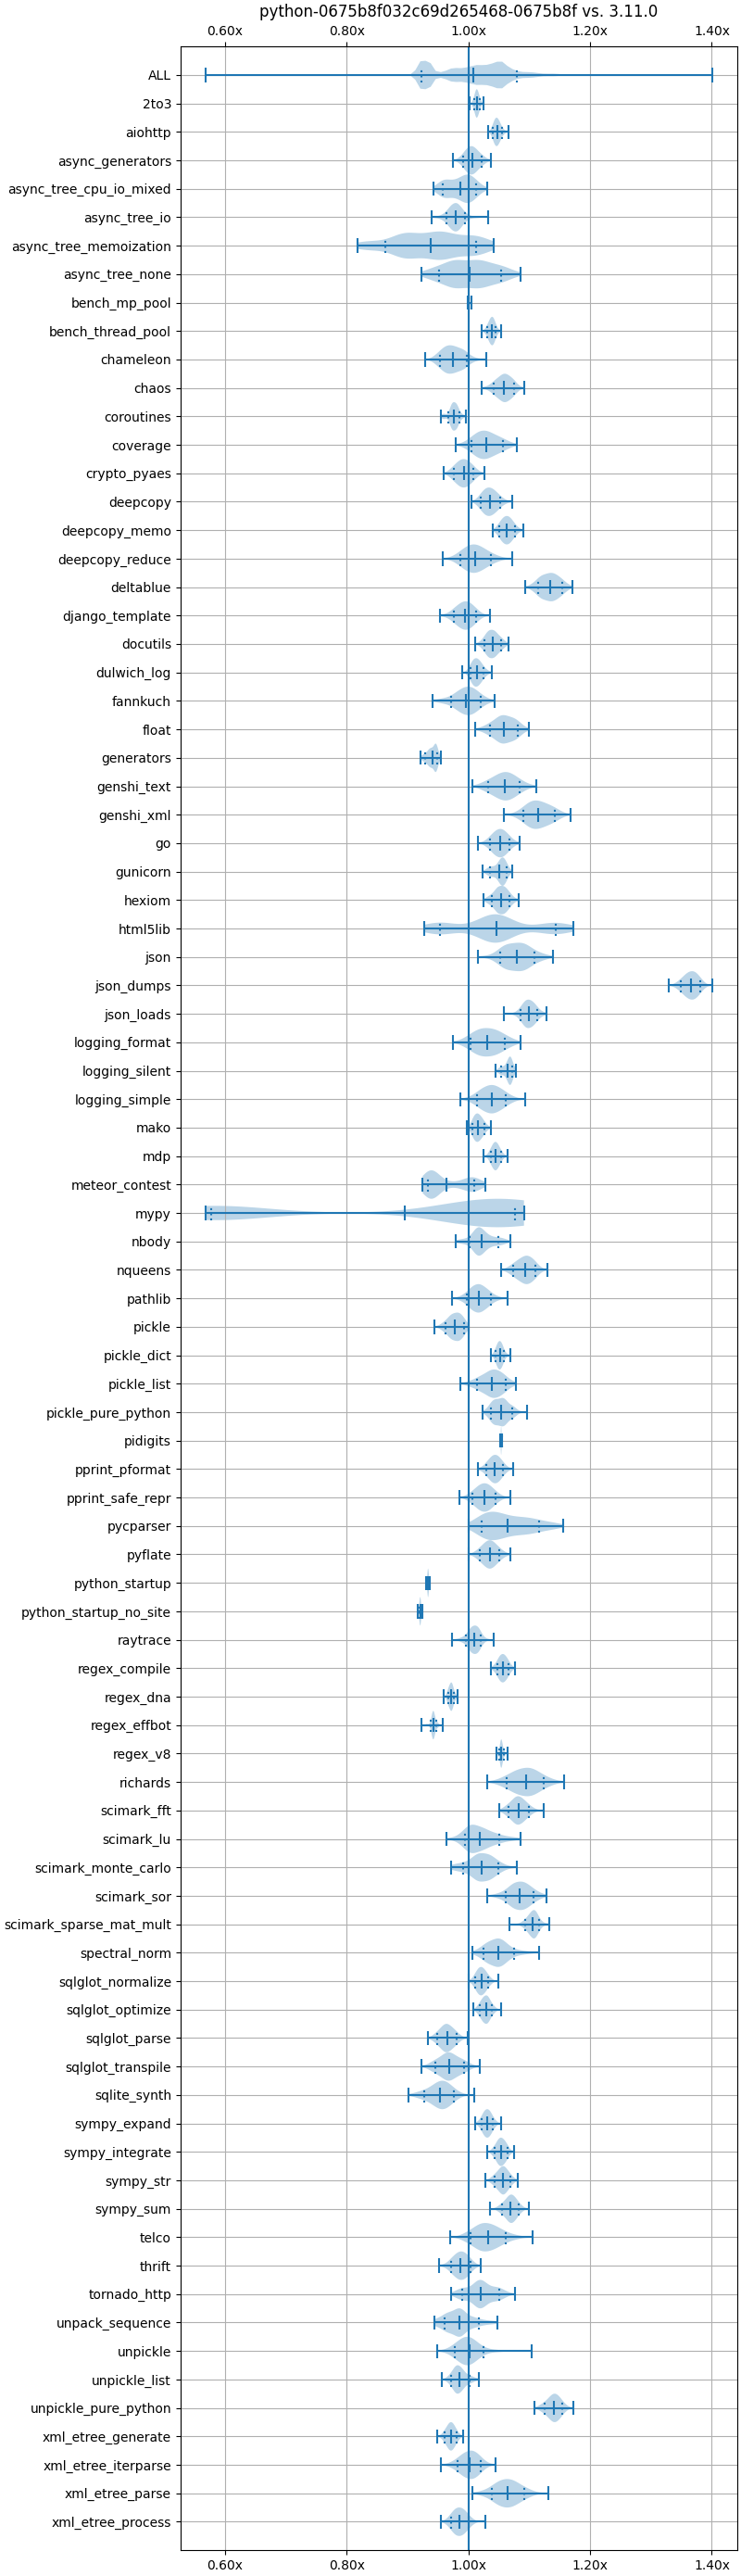 python-0675b8f032c69d265468-0675b8f vs. 3.11.0
0.60x 0.80x 1.00x 1.20x 1.40x
ALL
2to3
aiohttp
async_generators
async_tree_cpu_io_mixed
async_tree_io
async_tree_memoization
async_tree_none
bench_mp_pool
bench_thread_pool
chameleon
chaos
coroutines
coverage
crypto_pyaes
deepcopy
deepcopy_memo
deepcopy_reduce
deltablue
django_template
docutils
dulwich_log
fannkuch
float
generators
genshi_text
genshi_xml
go
gunicorn
hexiom
html5lib
json
json_dumps
json_loads
logging_format
logging_silent
logging_simple
mako
mdp
meteor_contest
mypy
nbody
nqueens
pathlib
pickle
pickle_dict
pickle_list
pickle_pure_python
pidigits
pprint_pformat
pprint_safe_repr
pycparser
pyflate
python_startup
python_startup_no_site
raytrace
regex_compile
regex_dna
regex_effbot
regex_v8
richards
scimark_fft
scimark_lu
scimark_monte_carlo
scimark_sor
scimark_sparse_mat_mult
spectral_norm
sqlglot_normalize
sqlglot_optimize
sqlglot_parse
sqlglot_transpile
sqlite_synth
sympy_expand
sympy_integrate
sympy_str
sympy_sum
telco
thrift
tornado_http
unpack_sequence
unpickle
unpickle_list
unpickle_pure_python
xml_etree_generate
xml_etree_iterparse
xml_etree_parse
xml_etree_process
0.60x 0.80x 1.00x 1.20x 1.40x